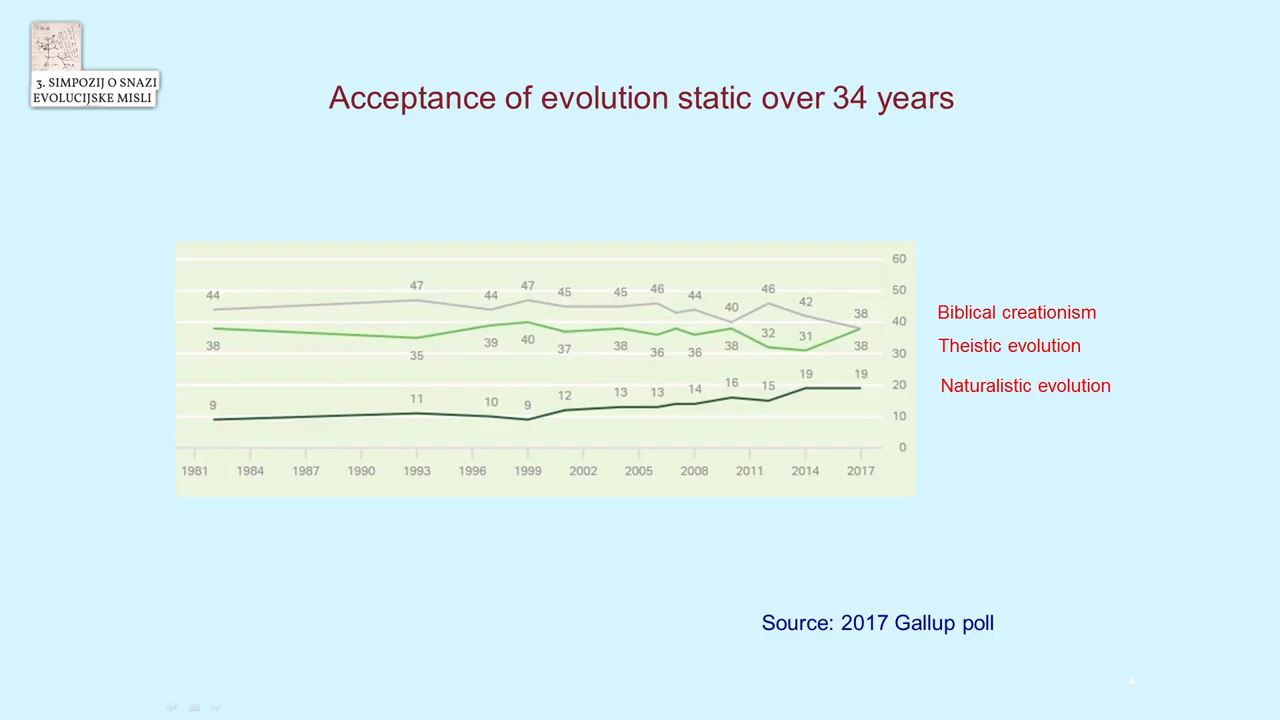 3. SIMPOZIJ O SNAZI
EVOLUCIJSKE MISLI
Acceptance of evolution static over 34 years
60
50
40
30
20
10
0
44 47 44 47 45 45 46 44 40 46 42 38
38 35 39 40 37 38 36 36 38 32 31 38
9 11 10 9 12 13 13 14 16 15 19 19
1981 1984 1987 1990 1993 1996 1999 2002 2005 2008 2011 2014 2017
Biblical creationism
Theistic evolution
Naturalistic evolution
Source: 2017 Gallup poll